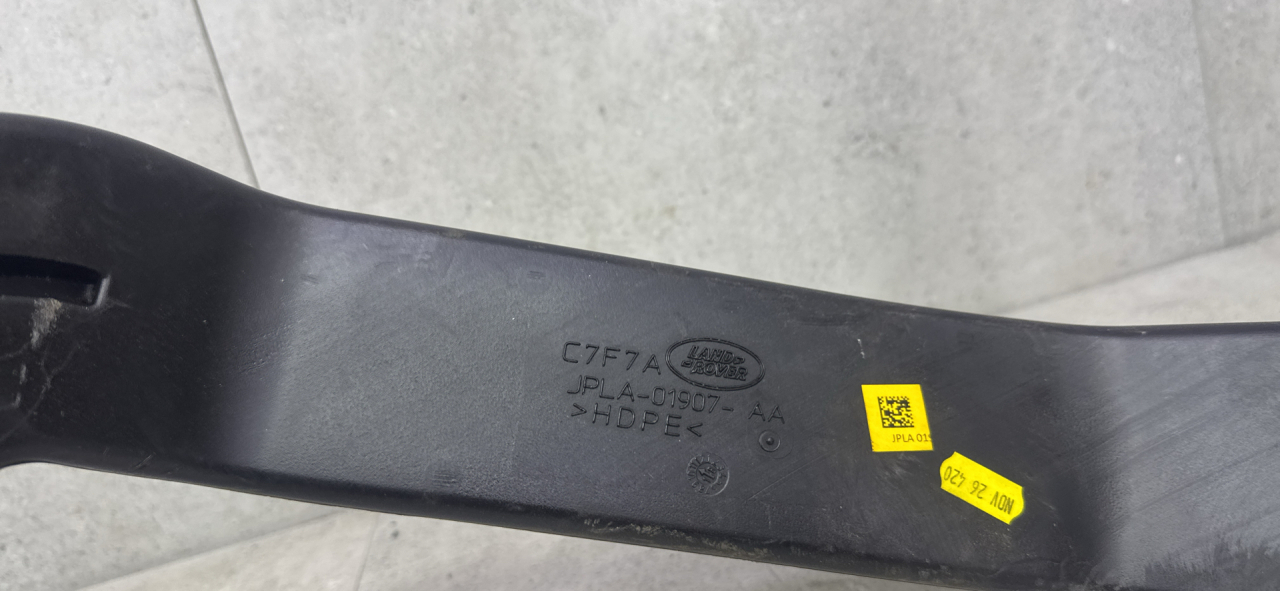 C7F7A LAND ROVER
JPLA-01907- AA
>HDPE<
JPLA 01
NOV 26 420